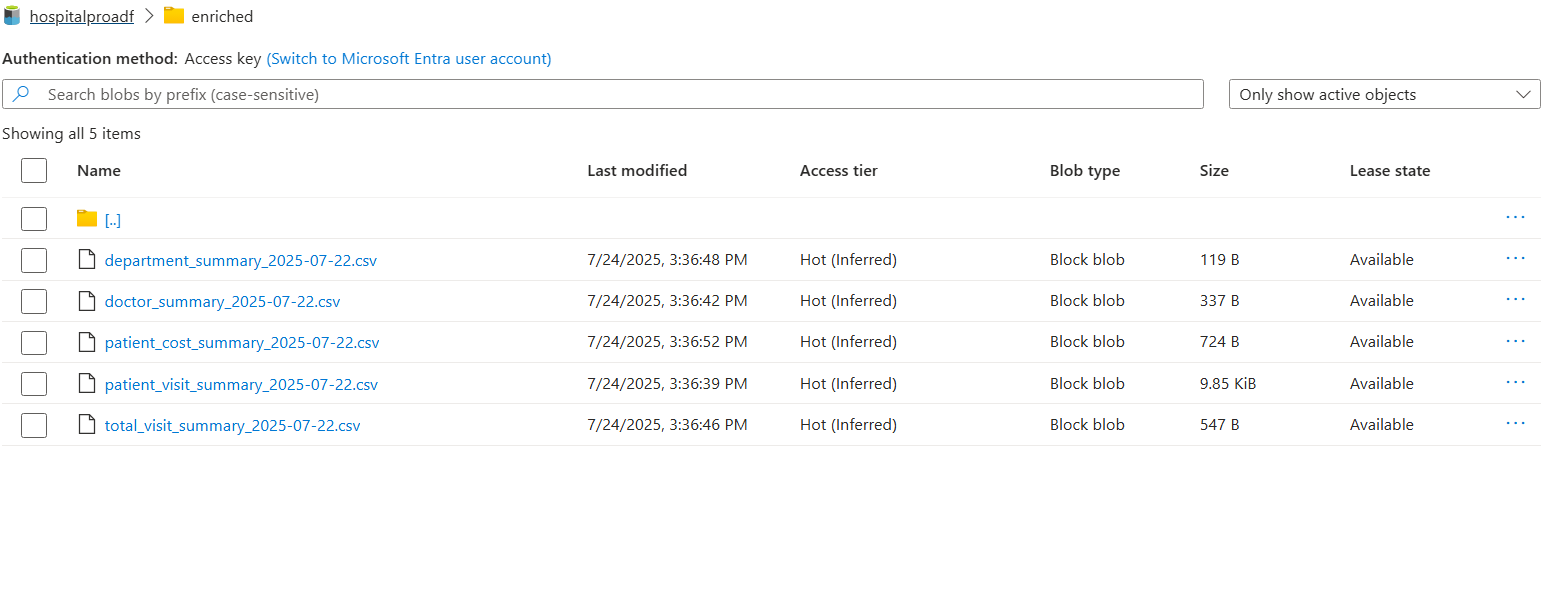 hospitalproadf > enriched
Authentication method: Access key (Switch to Microsoft Entra user account)
Search blobs by prefix (case-sensitive) Only show active objects
Showing all 5 items
Name Last modified Access tier Blob type Size Lease state
[..] ...
department_summary_2025-07-22.csv 7/24/2025, 3:36:48 PM Hot (Inferred) Block blob 119 B Available ...
doctor_summary_2025-07-22.csv 7/24/2025, 3:36:42 PM Hot (Inferred) Block blob 337 B Available ...
patient_cost_summary_2025-07-22.csv 7/24/2025, 3:36:52 PM Hot (Inferred) Block blob 724 B Available ...
patient_visit_summary_2025-07-22.csv 7/24/2025, 3:36:39 PM Hot (Inferred) Block blob 9.85 KiB Available ...
total_visit_summary_2025-07-22.csv 7/24/2025, 3:36:46 PM Hot (Inferred) Block blob 547 B Available ...